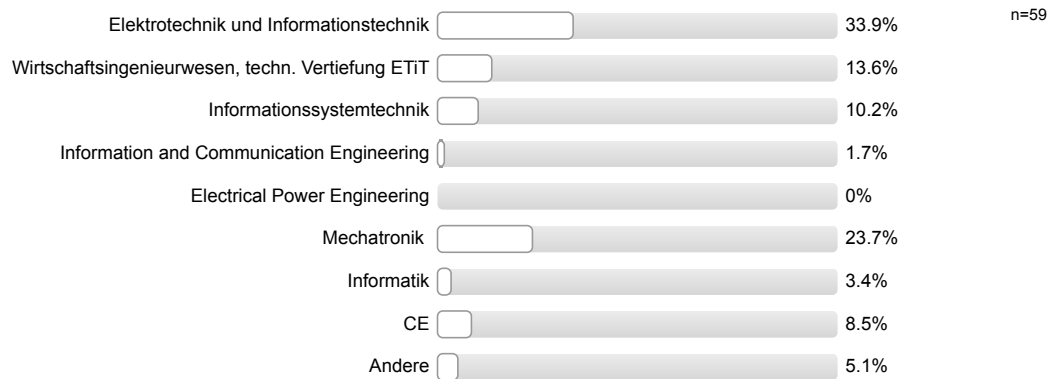 Elektrotechnik und Informationstechnik 33.9% n=59
Wirtschaftsingenieurwesen, techn. Vertiefung ETiT 13.6%
Informationssystemtechnik 10.2%
Information and Communication Engineering 1.7%
Electrical Power Engineering 0%
Mechatronik 23.7%
Informatik 3.4%
CE 8.5%
Andere 5.1%